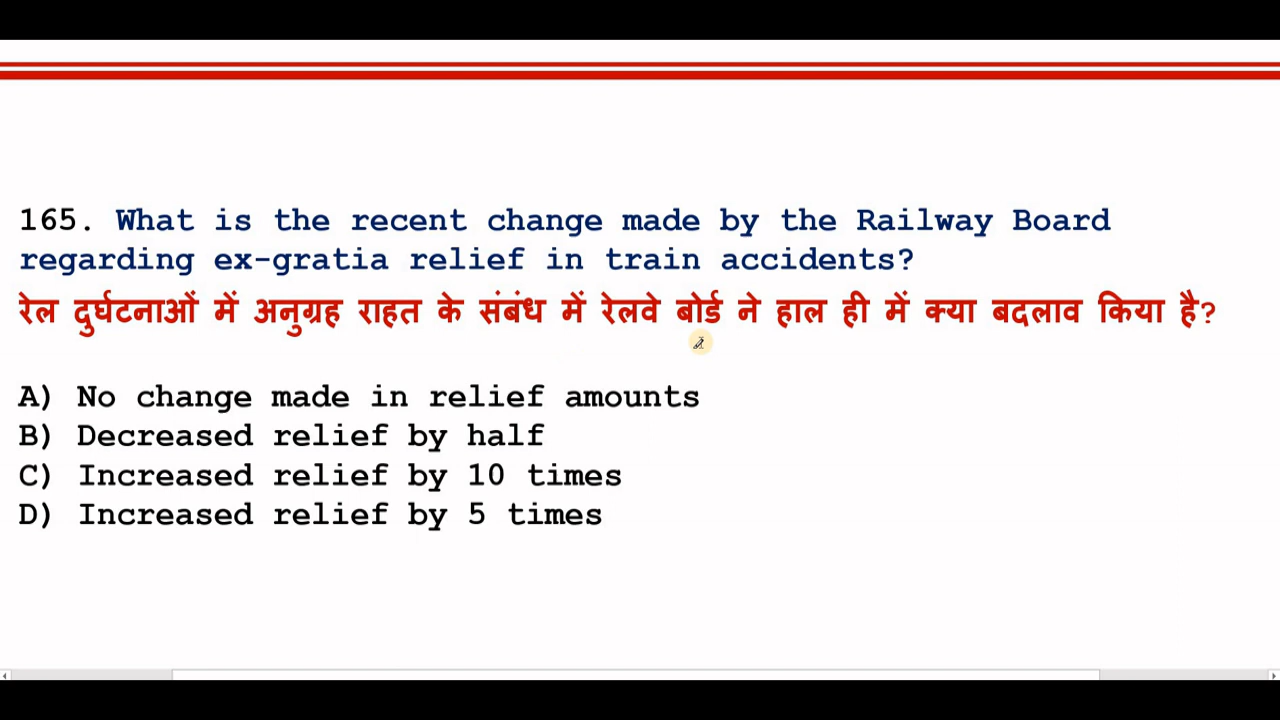 165. What is the recent change made by the Railway Board
regarding ex-gratia relief in train accidents?
रेल दुर्घटनाओं में अनुग्रह राहत के संबंध में रेलवे बोर्ड ने हाल ही में क्या बदलाव किया है?
A) No change made in relief amounts
B) Decreased relief by half
C) Increased relief by 10 times
D) Increased relief by 5 times